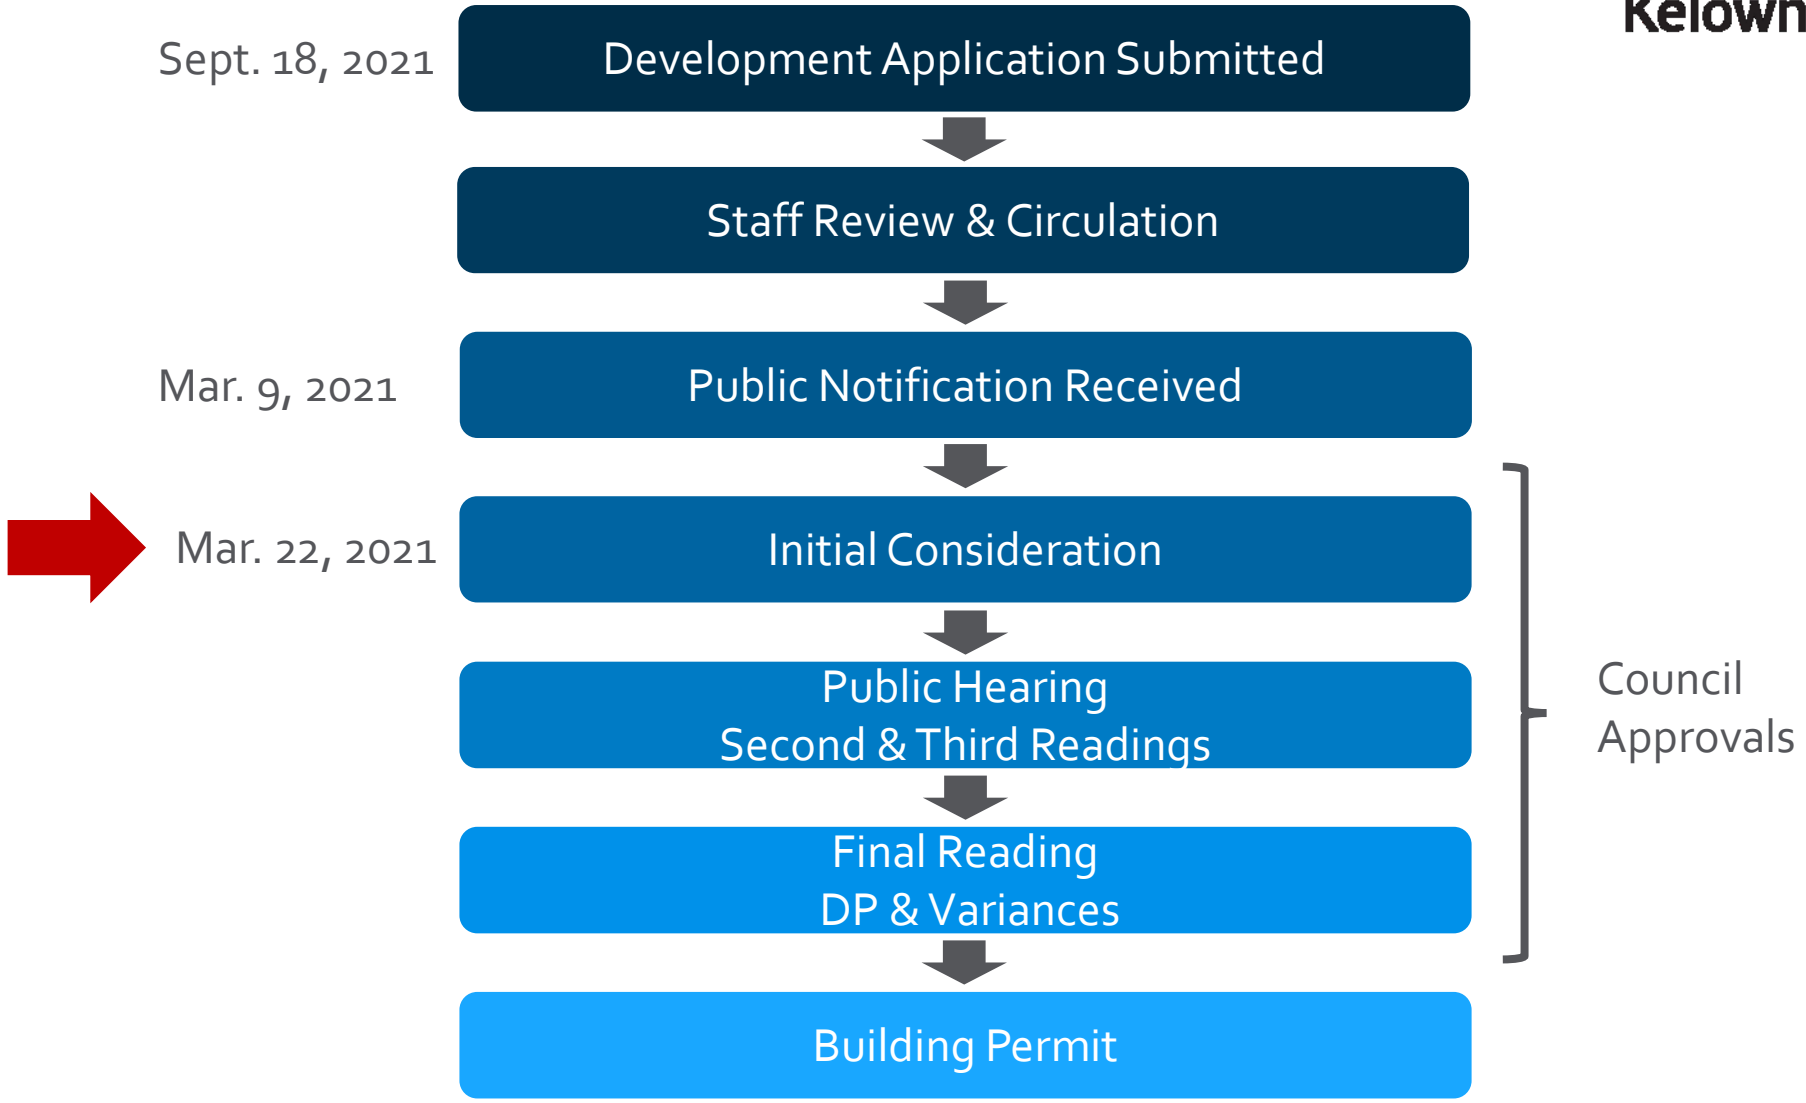 Kelown
Sept. 18, 2021
Development Application Submitted
Staff Review & Circulation
Mar. 9, 2021
Public Notification Received
Mar. 22, 2021
Initial Consideration
Public Hearing
Second & Third Readings
Council
Approvals
Final Reading
DP & Variances
Building Permit